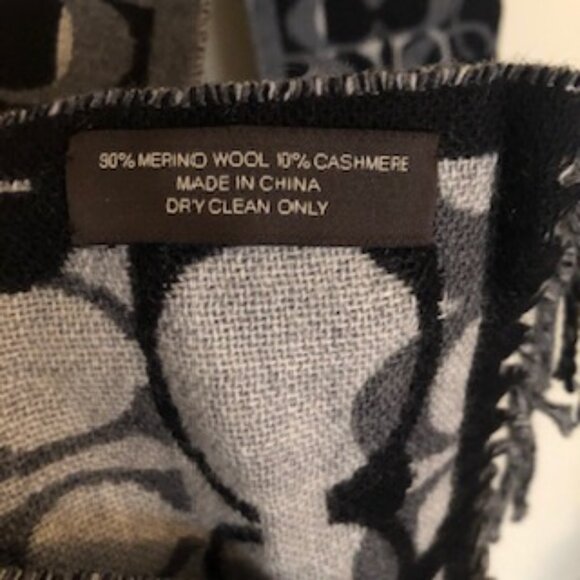 90% MERINO WOOL 10% CASHMERE
MADE IN CHINA
DRY CLEAN ONLY